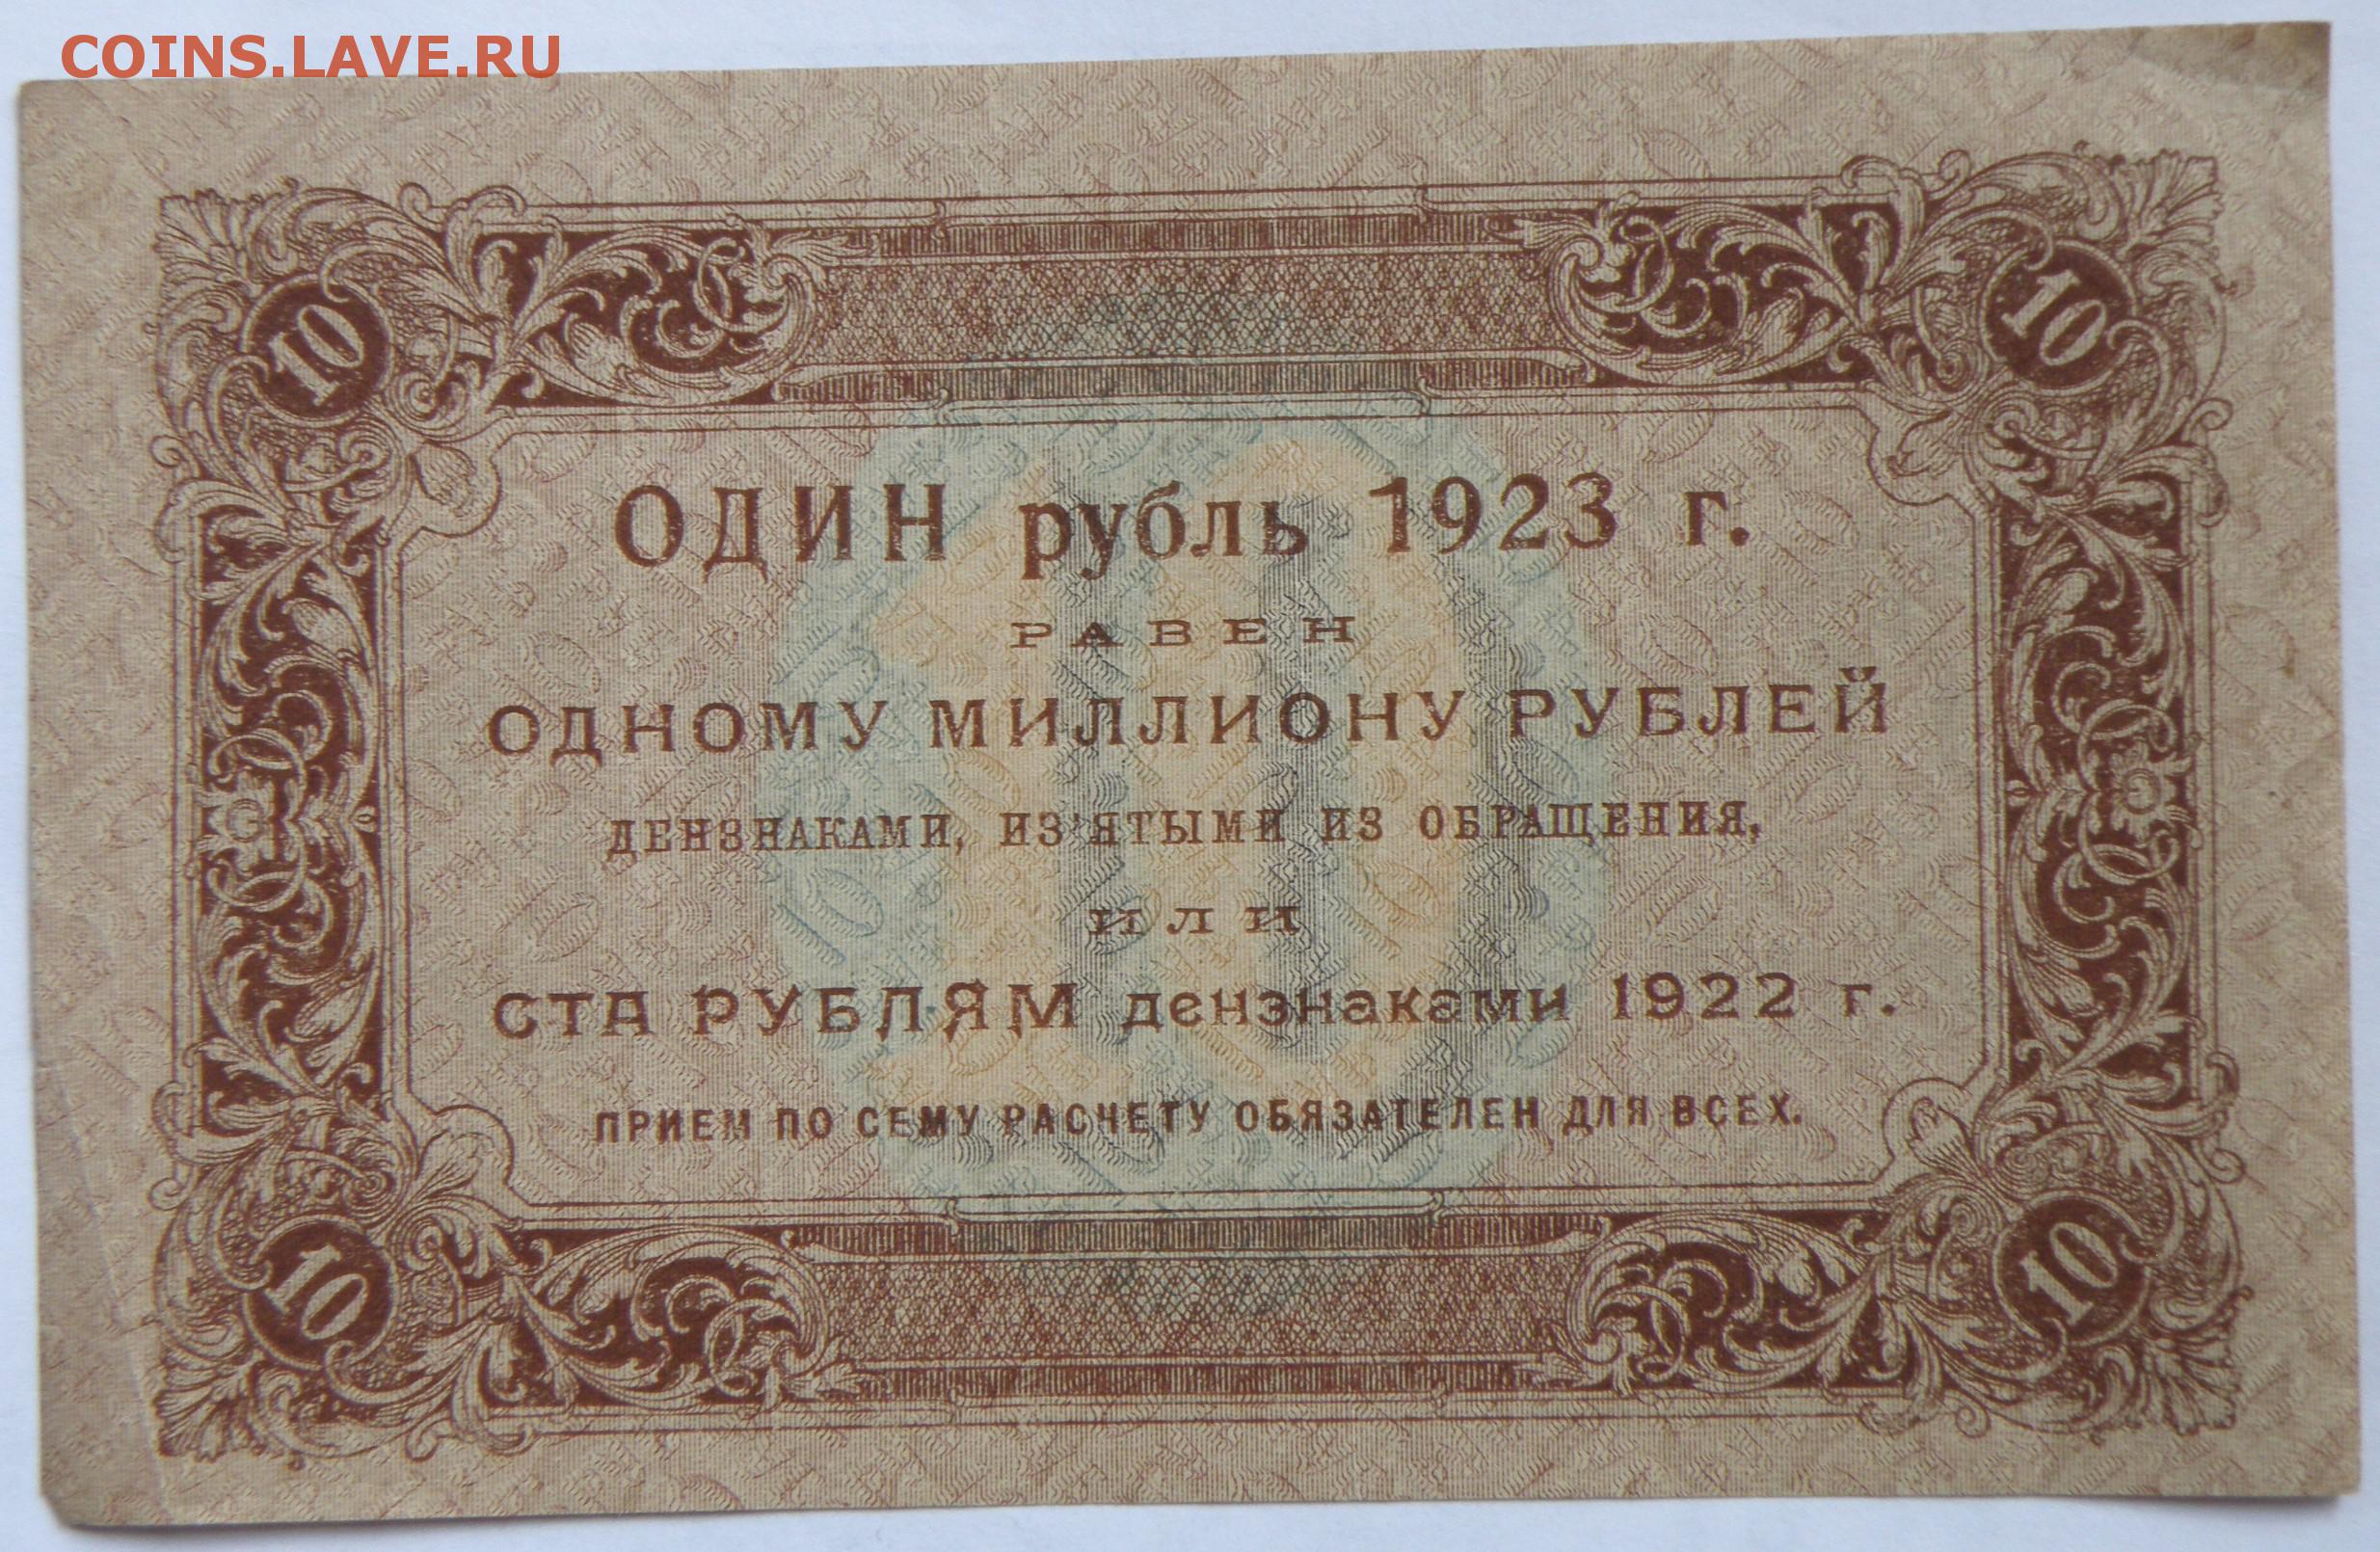 COINS.LAVE.RU
10 10
ОДИН рубль 1923 г.
РАВЕН
ОДНОМУ МИЛЛИОНУ РУБЛЕЙ
ДЕНЗНАКАМИ, ИЗ'ЯТЫМИ ИЗ ОБРАЩЕНИЯ,
ИЛИ
СТА РУБЛЯМ дензнаками 1922 г.
ПРИЕМ ПО СЕМУ РАСЧЕТУ ОБЯЗАТЕЛЕН ДЛЯ ВСЕХ.
10 10
10